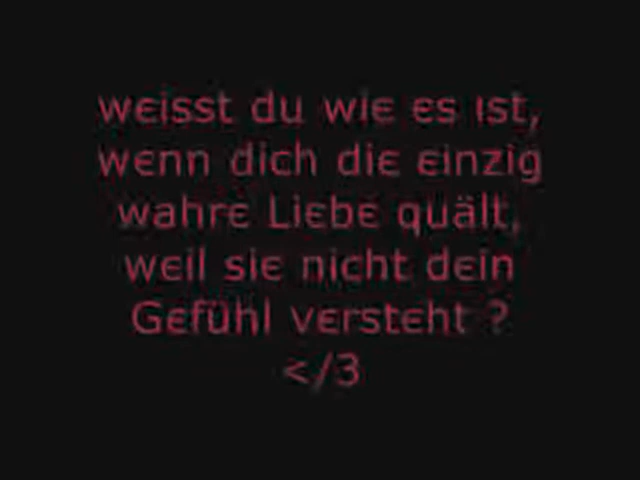 weisst du wie es ist,
wenn dich die einzig
wahre Liebe quält,
weil sie nicht dein
Gefühl versteht ?
</3